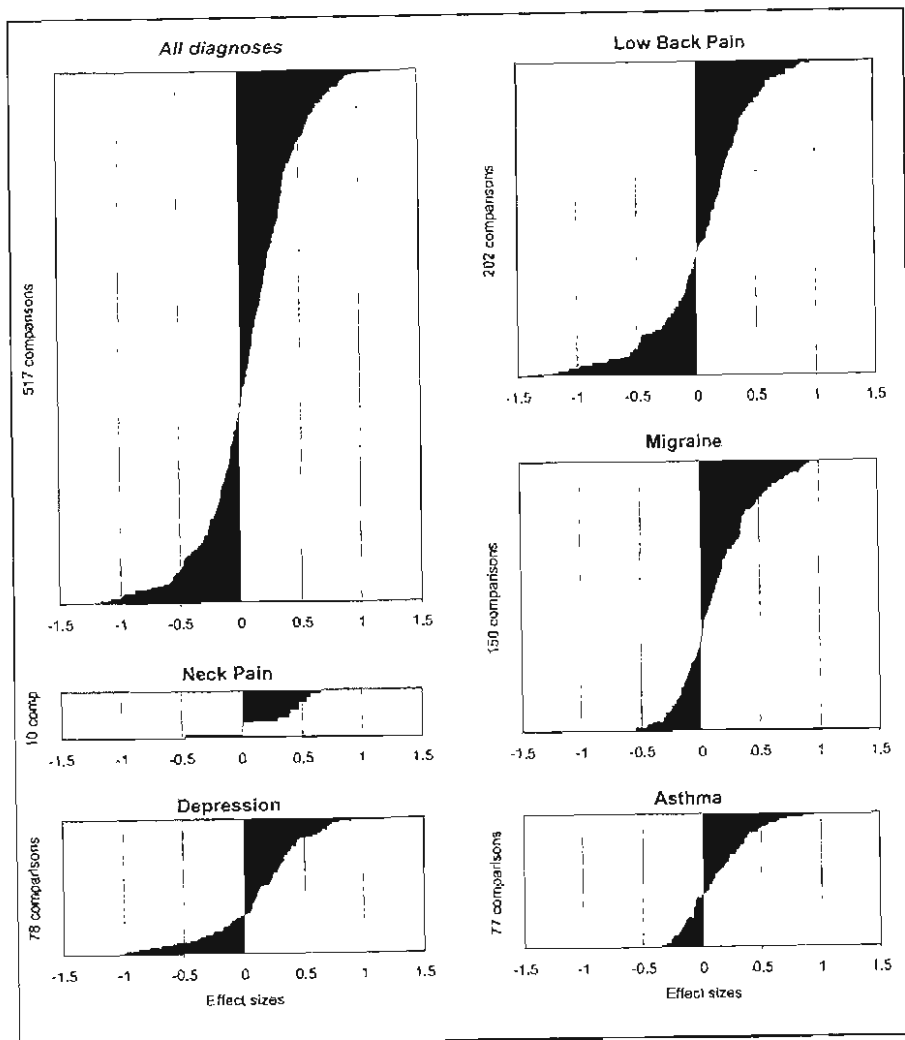 All diagnoses
517 comparisons
-1.5 -1 -0.5 0 0.5 1 1.5
Neck Pain
10 comp
-1.5 -1 -0.5 0 0.5 1 1.5
Depression
78 comparisons
-1.5 -1 -0.5 0 0.5 1 1.5
Effect sizes
Low Back Pain
202 comparisons
-1.5 -1 -0.5 0 0.5 1 1.5
Migraine
150 comparisons
-1.5 -1 -0.5 0 0.5 1 1.5
Asthma
77 comparisons
-1.5 -1 -0.5 0 0.5 1 1.5
Effect sizes